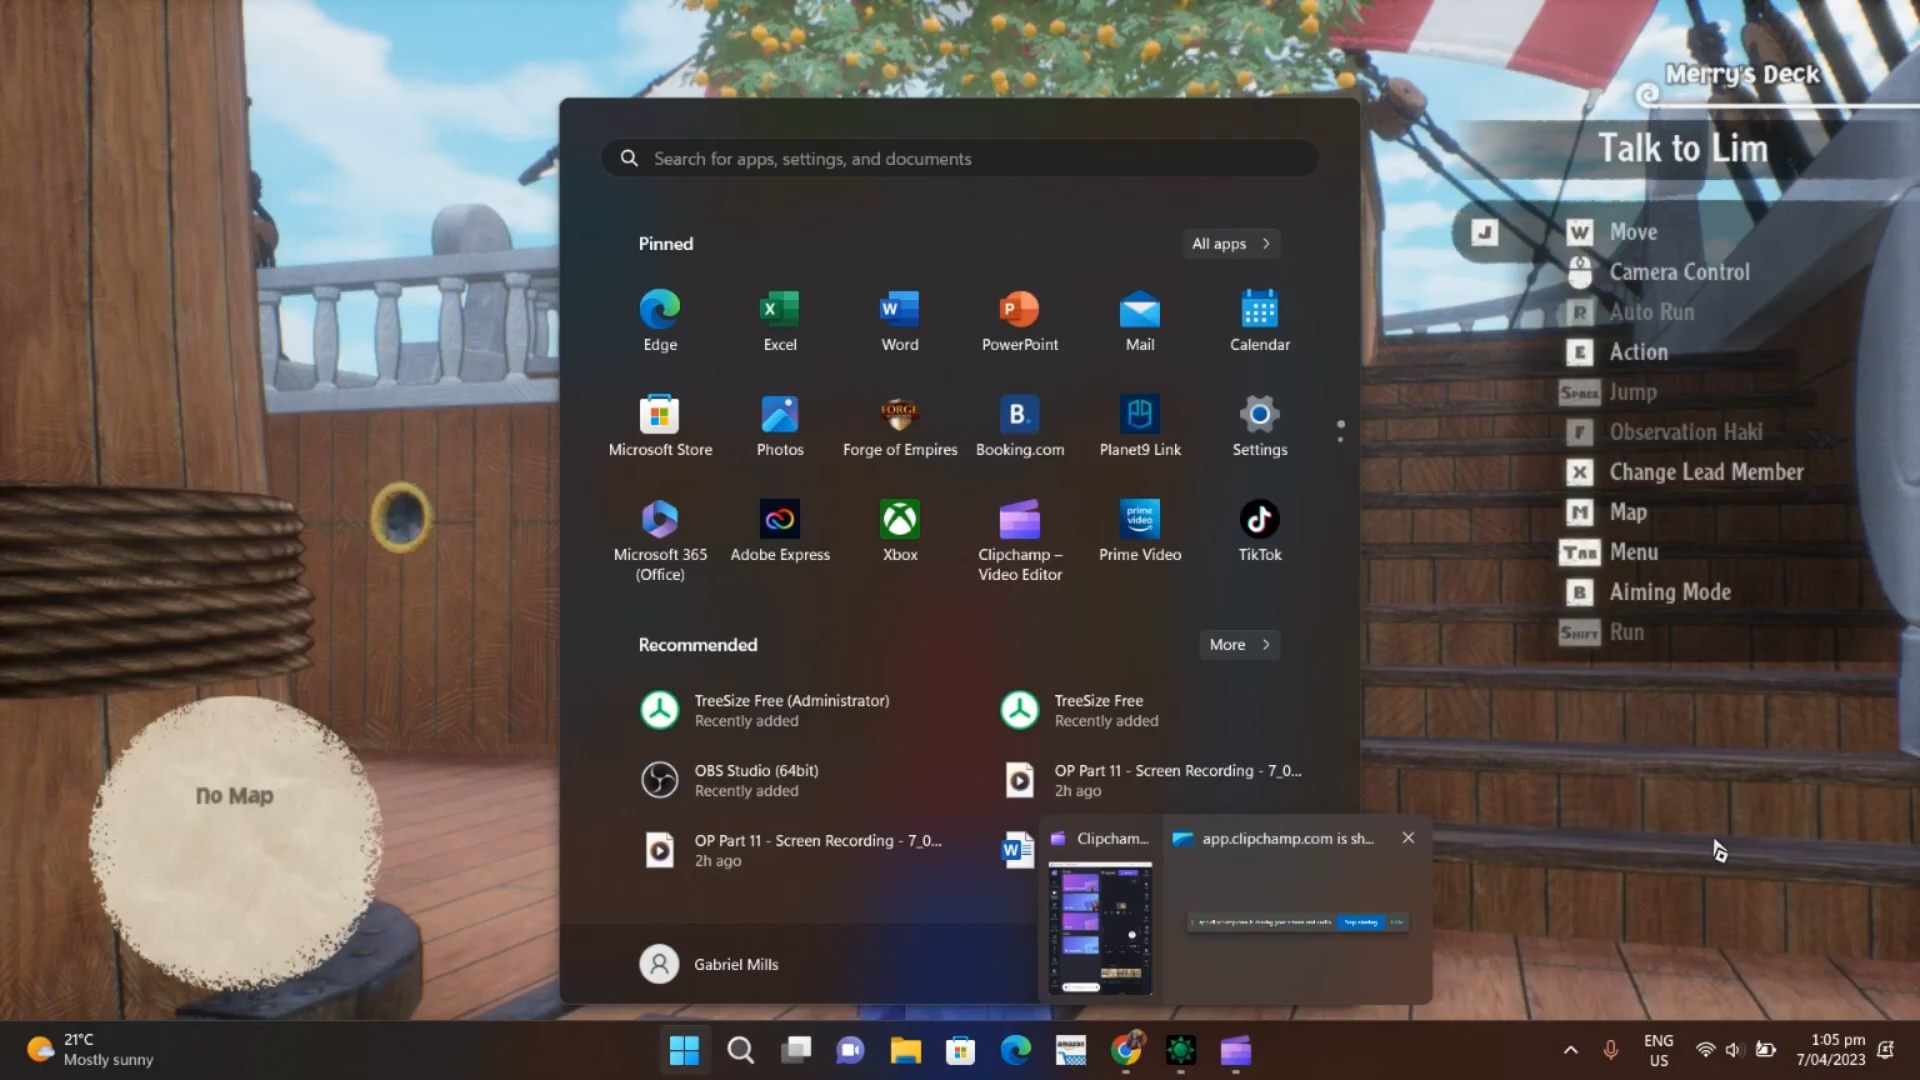 Merry's Deck
Talk to Lim
J
W Move
Camera Control
R Auto Run
E Action
Space Jump
F Observation Haki
X Change Lead Member
M Map
Tab Menu
B Aiming Mode
Shift Run
No Map
Search for apps, settings, and documents
Pinned
All apps
Edge
Excel
Word
PowerPoint
Mail
Calendar
Microsoft Store
Photos
Forge of Empires
Booking.com
Planet9 Link
Settings
Microsoft 365
(Office)
Adobe Express
Xbox
Clipchamp –
Video Editor
Prime Video
TikTok
Recommended
More
TreeSize Free (Administrator)
Recently added
TreeSize Free
Recently added
OBS Studio (64bit)
Recently added
OP Part 11 - Screen Recording - 7_0...
2h ago
OP Part 11 - Screen Recording - 7_0...
2h ago
Clipcham...
app.clipchamp.com is sh...
Stop sharing
Gabriel Mills
21°C
Mostly sunny
ENG
US
1:05 pm
7/04/2023